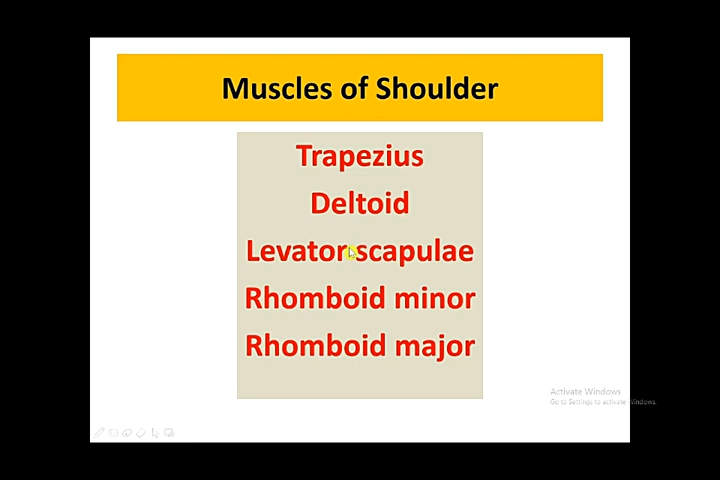 Muscles of Shoulder
Trapezius
Deltoid
Levator scapulae
Rhomboid minor
Rhomboid major
Activate Windows
Go to Settings to activate Windows.